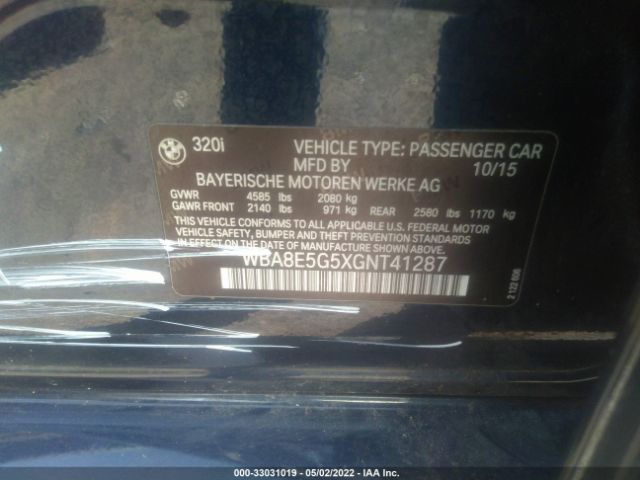 320i VEHICLE TYPE: PASSENGER CAR
MFD BY 10/15
BAYERISCHE MOTOREN WERKE AG
GVWR 4585 lbs 2080 kg
GAWR FRONT 2140 lbs 971 kg REAR 2580 lbs 1170 kg
THIS VEHICLE CONFORMS TO ALL APPLICABLE U.S. FEDERAL MOTOR
VEHICLE SAFETY, BUMPER AND THEFT PREVENTION STANDARDS
IN EFFECT ON THE DATE OF MANUFACTURE SHOWN ABOVE.
WBA8E5G5XGNT41287
2 122 606
000-33031019 - 05/02/2022 - IAA Inc.